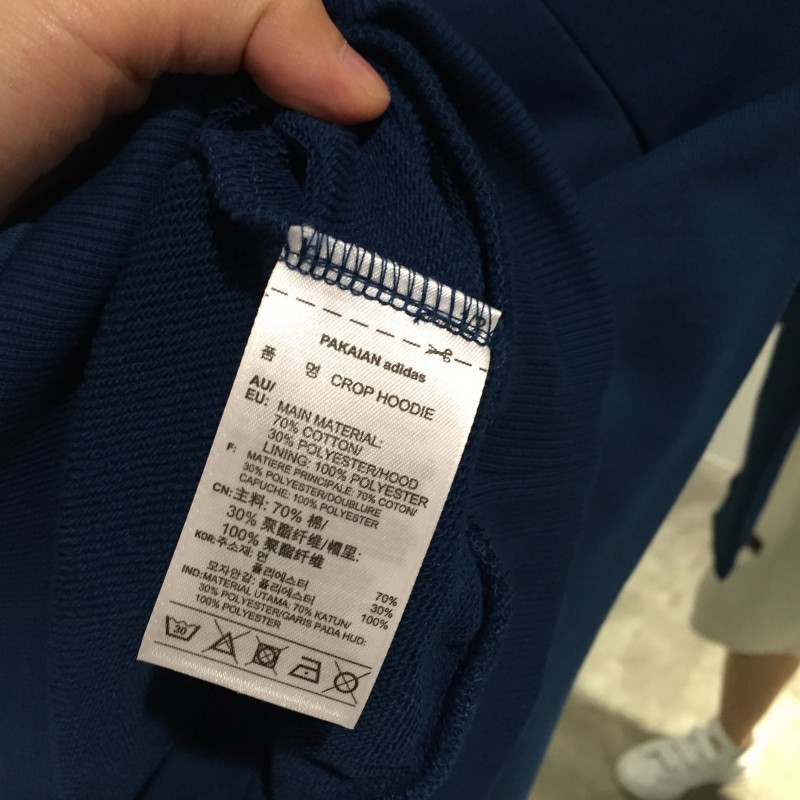 PAKAIAN adidas
품 명 CROP HOODIE
AU/
EU: MAIN MATERIAL:
70% COTTON/
30% POLYESTER/HOOD
LINING: 100% POLYESTER
F: MATIERE PRINCIPALE: 70% COTON/
30% POLYESTER/DOUBLURE
CAPUCHE: 100% POLYESTER
CN: 主料: 70% 棉/
30% 聚酯纤维/帽里:
100% 聚酯纤维
KOR: 주소재: 면 70%
폴리에스터 30%
모자안감: 폴리에스터 100%
IND: MATERIAL UTAMA: 70% KATUN/
30% POLYESTER/GARIS PADA HUD:
100% POLYESTER
30